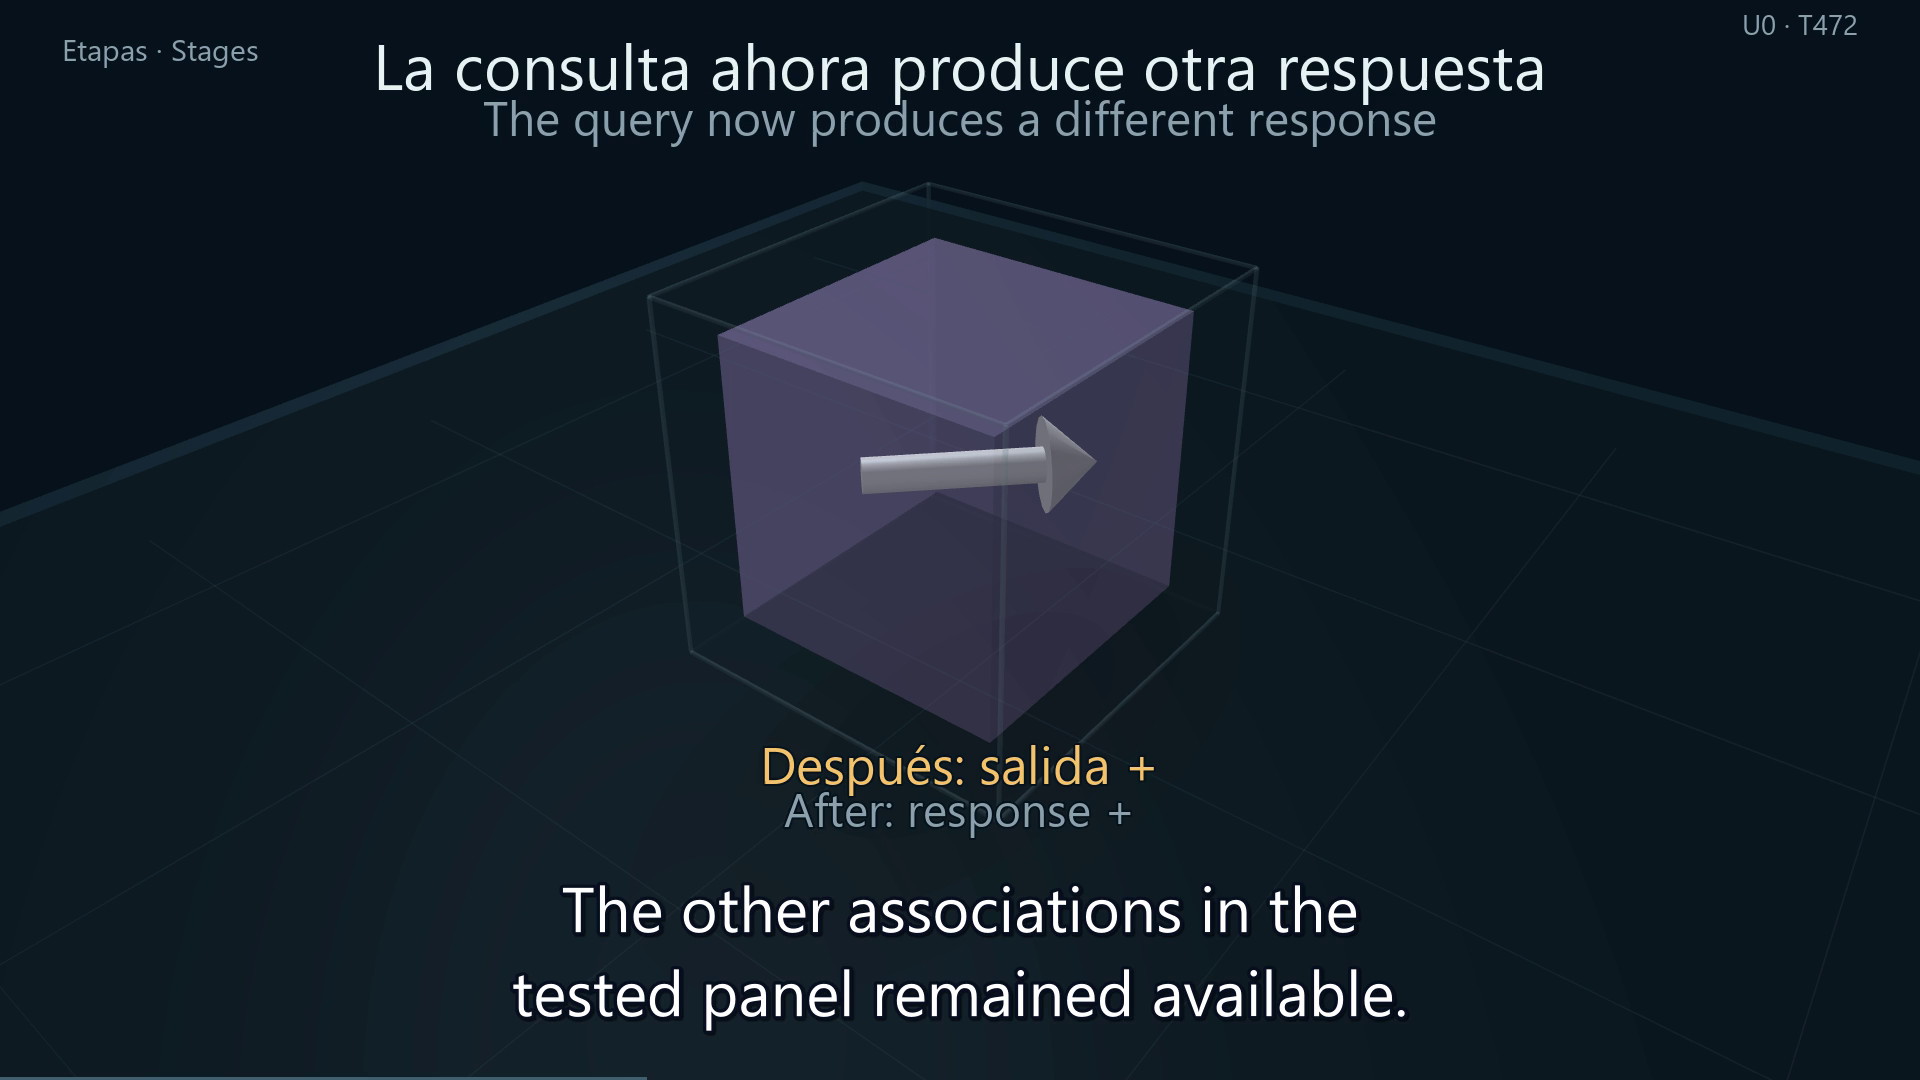 Etapas · Stages
U0 · T472
La consulta ahora produce otra respuesta
The query now produces a different response
Después: salida +
After: response +
The other associations in the
tested panel remained available.